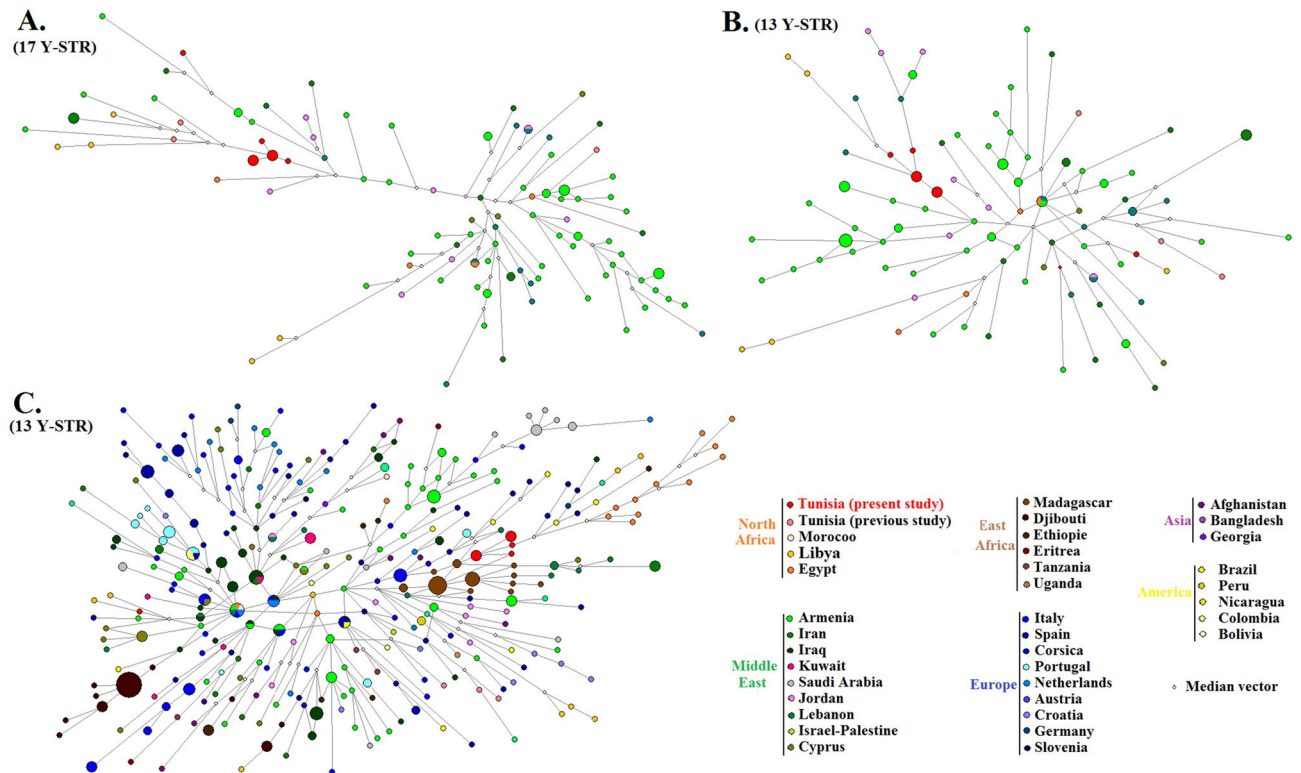 A.
(17 Y-STR)
B.
(13 Y-STR)
C.
(13 Y-STR)
North
Africa
Tunisia (present study)
Tunisia (previous study)
Morocoo
Libya
Egypt
East
Africa
Madagascar
Djibouti
Ethiopie
Eritrea
Tanzania
Uganda
Asia
Afghanistan
Bangladesh
Georgia
America
Brazil
Peru
Nicaragua
Colombia
Bolivia
Middle
East
Armenia
Iran
Iraq
Kuwait
Saudi Arabia
Jordan
Lebanon
Israel-Palestine
Cyprus
Europe
Italy
Spain
Corsica
Portugal
Netherlands
Austria
Croatia
Germany
Slovenia
Median vector